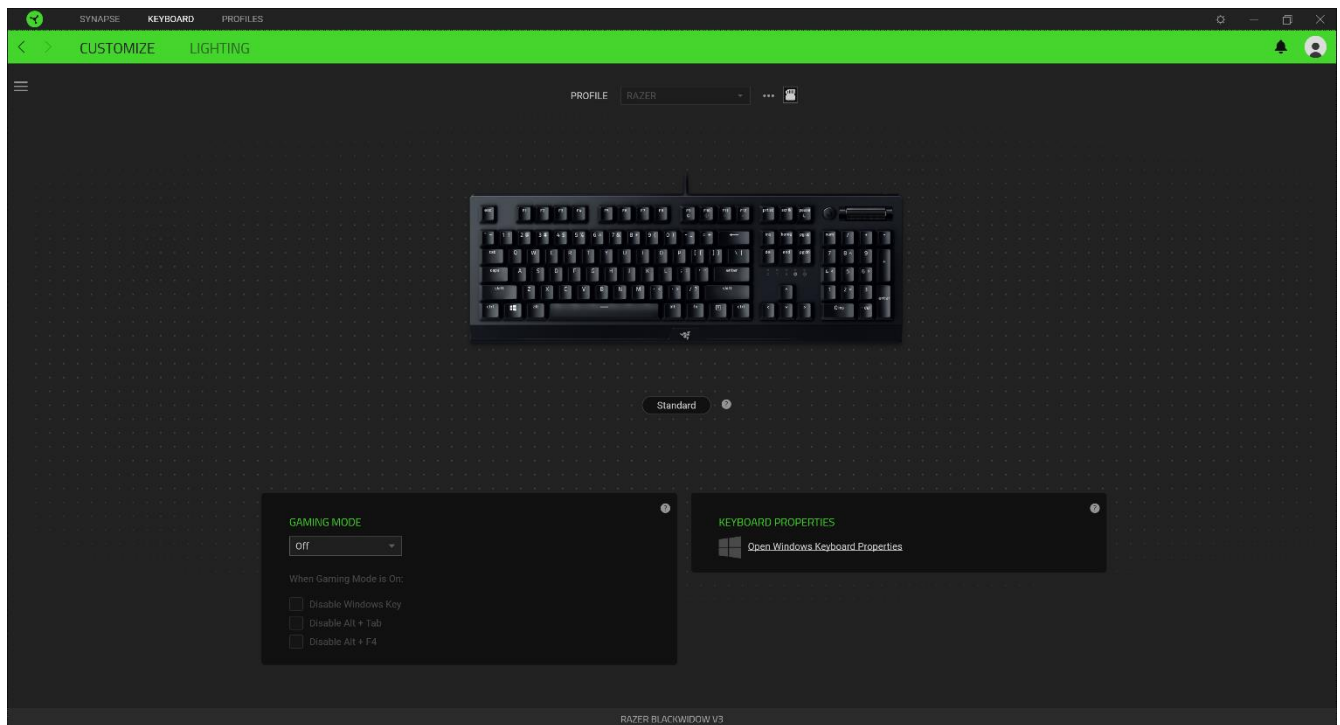 SYNAPSE KEYBOARD PROFILES
CUSTOMIZE LIGHTING
PROFILE RAZER
Standard
GAMING MODE
Off
When Gaming Mode is On:
Disable Windows Key
Disable Alt + Tab
Disable Alt + F4
KEYBOARD PROPERTIES
Open Windows Keyboard Properties
RAZER BLACKWIDOW V3